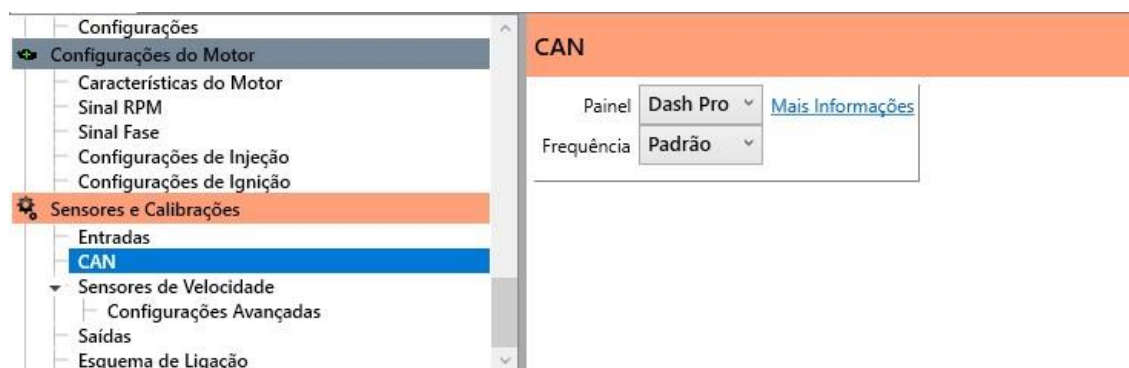 Configurações
Configurações do Motor
Características do Motor
Sinal RPM
Sinal Fase
Configurações de Injeção
Configurações de Ignição
Sensores e Calibrações
Entradas
CAN
Sensores de Velocidade
Configurações Avançadas
Saídas
Esquema de Ligação
CAN
Painel Dash Pro Mais Informações
Frequência Padrão